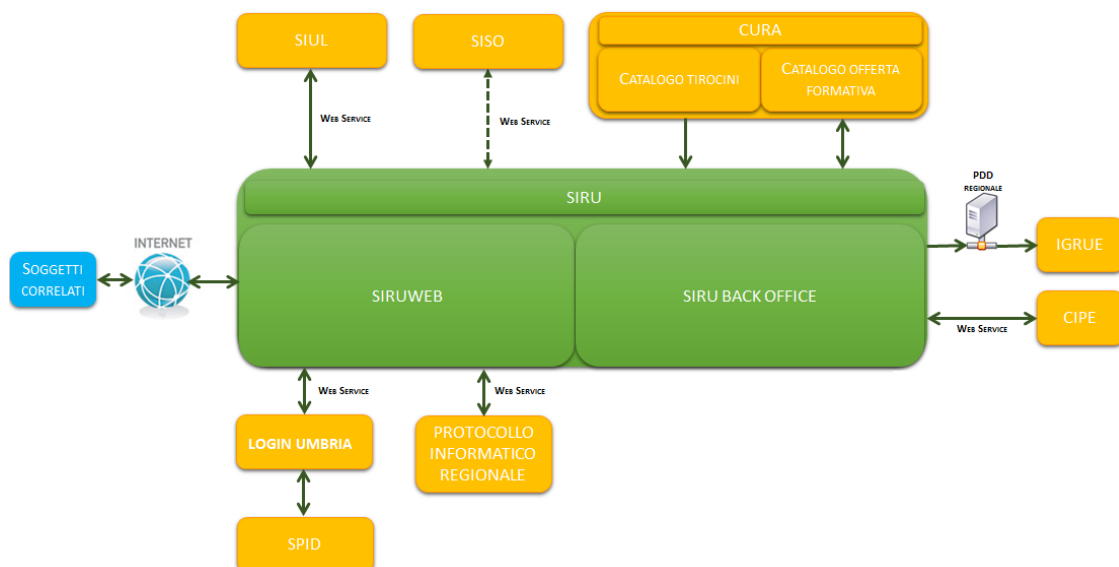 SIUL
SISO
CURA
CATALOGO TIROCINI
CATALOGO OFFERTA
FORMATIVA
WEB SERVICE
WEB SERVICE
SIRU
PDD
REGIONALE
INTERNET
SOGGETTI
CORRELATI
SIRUWEB
SIRU BACK OFFICE
IGRUE
CIPE
WEB SERVICE
WEB SERVICE
WEB SERVICE
LOGIN UMBRIA
PROTOCOLLO
INFORMATICO
REGIONALE
SPID